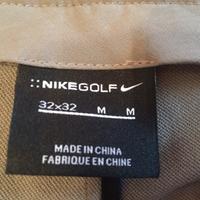 NIKEGOLF
32x32 M M
MADE IN CHINA
FABRIQUE EN CHINE